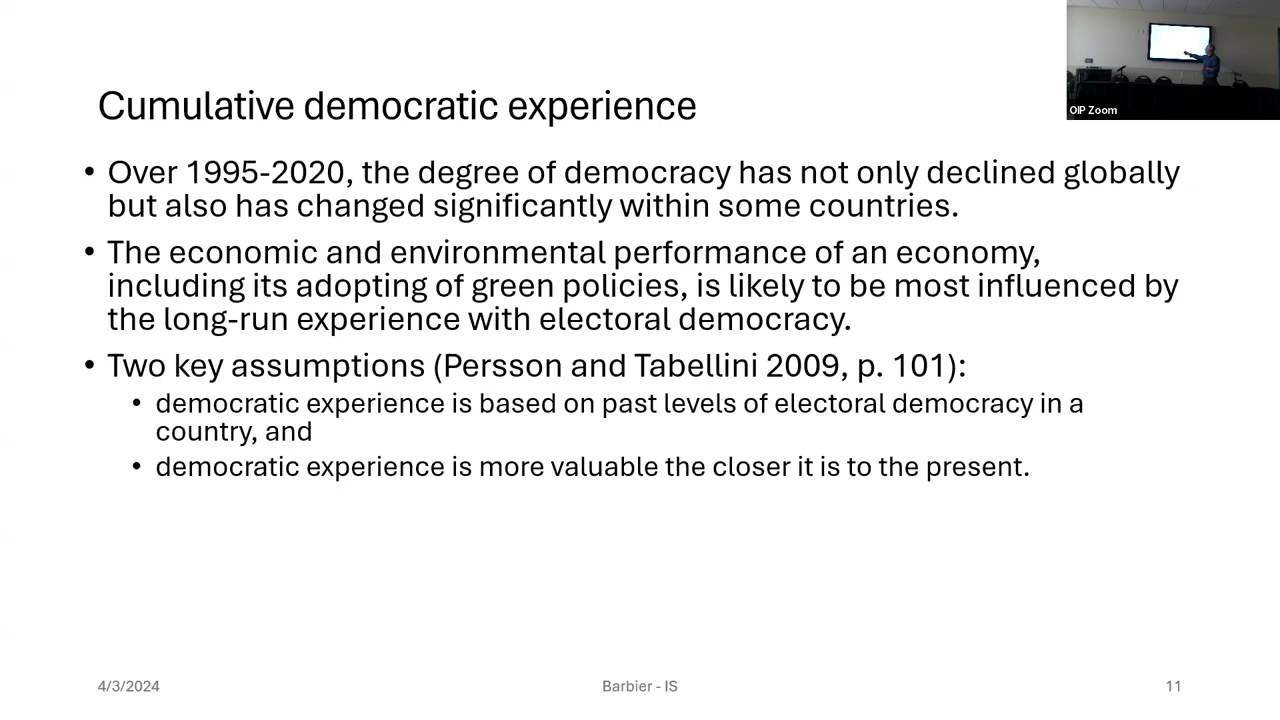 OIP Zoom
Cumulative democratic experience
• Over 1995-2020, the degree of democracy has not only declined globally
but also has changed significantly within some countries.
• The economic and environmental performance of an economy,
including its adopting of green policies, is likely to be most influenced by
the long-run experience with electoral democracy.
• Two key assumptions (Persson and Tabellini 2009, p. 101):
• democratic experience is based on past levels of electoral democracy in a
country, and
• democratic experience is more valuable the closer it is to the present.
4/3/2024
Barbier - IS
11